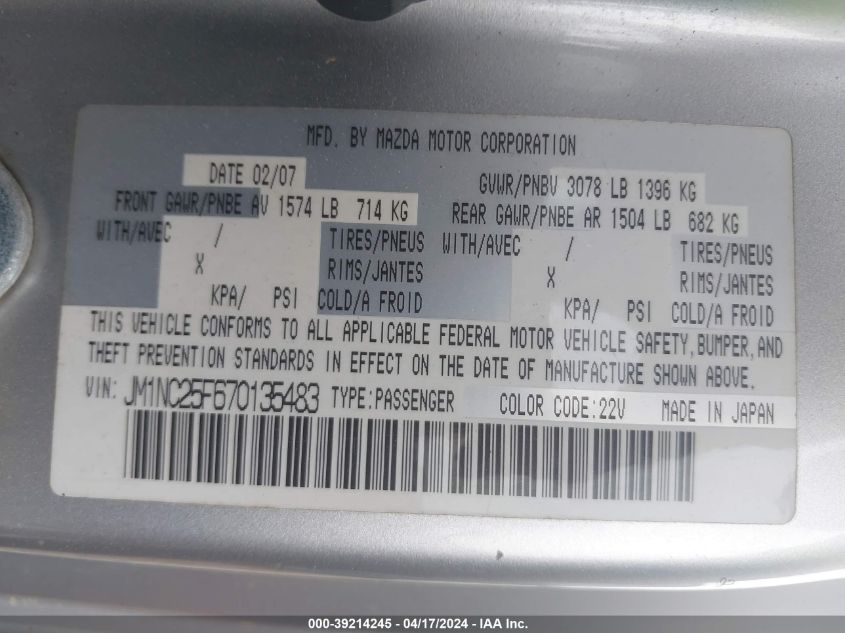 MFD. BY MAZDA MOTOR CORPORATION
DATE 02/07 GVWR/PNBV 3078 LB 1396 KG
FRONT GAWR/PNBE AV 1574 LB 714 KG REAR GAWR/PNBE AR 1504 LB 682 KG
WITH/AVEC / TIRES/PNEUS WITH/AVEC / TIRES/PNEUS
X RIMS/JANTES X RIMS/JANTES
KPA/ PSI COLD/A FROID KPA/ PSI COLD/A FROID
THIS VEHICLE CONFORMS TO ALL APPLICABLE FEDERAL MOTOR VEHICLE SAFETY, BUMPER, AND
THEFT PREVENTION STANDARDS IN EFFECT ON THE DATE OF MANUFACTURE SHOWN ABOVE.
VIN: JM1NC25F670135483 TYPE:PASSENGER COLOR CODE:22V MADE IN JAPAN
000-39214245 - 04/17/2024 - IAA Inc.